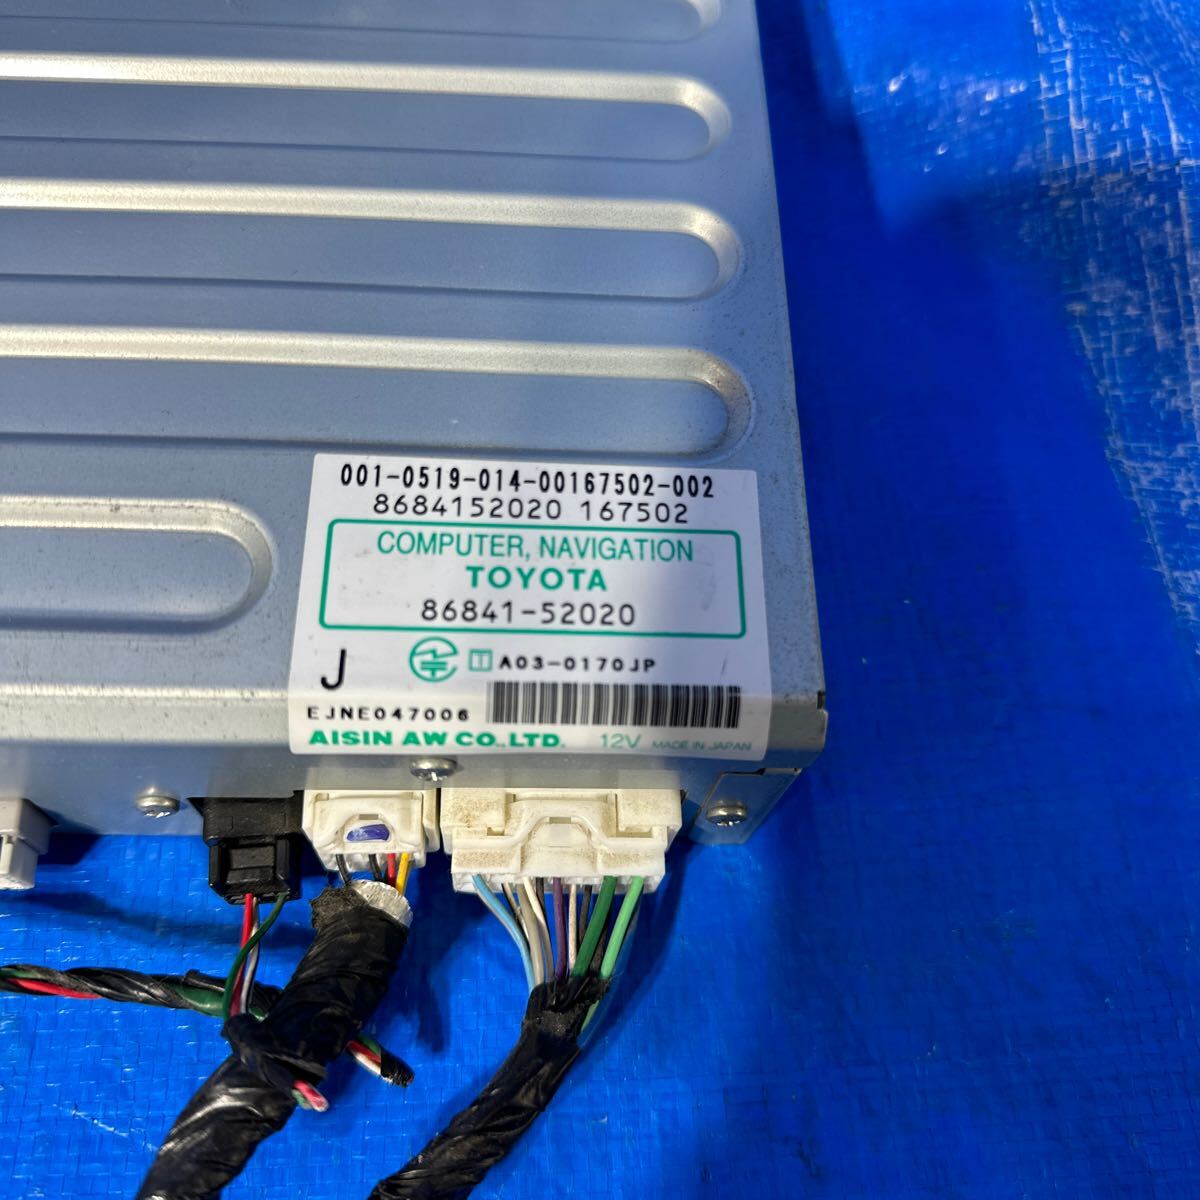 001-0519-014-00167502-002
8684152020 167502
COMPUTER, NAVIGATION
TOYOTA
86841-52020
J T A03-0170JP
EJNE047006
AISIN AW CO.,LTD. 12V MADE IN JAPAN